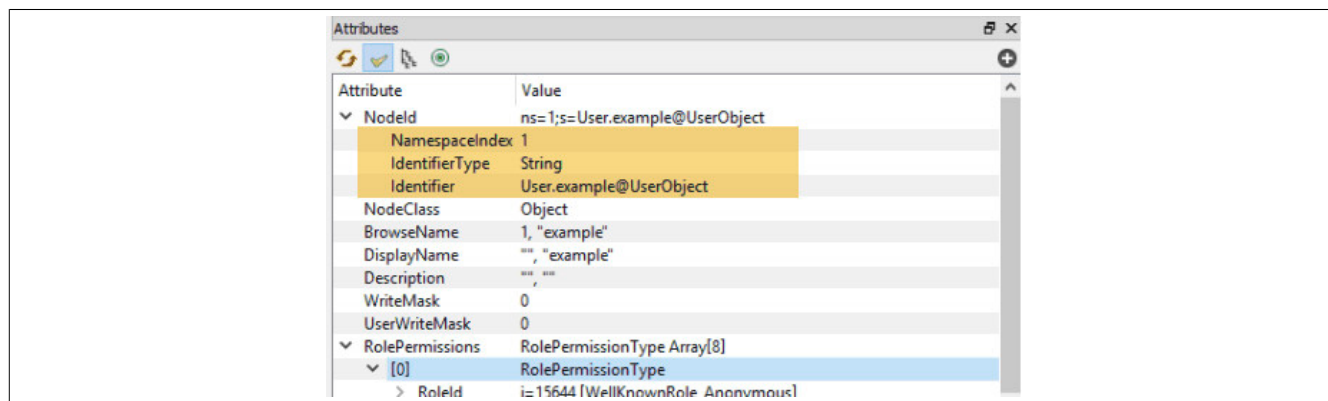 Attributes
Attribute Value
NodeId ns=1;s=User.example@UserObject
NamespaceIndex 1
IdentifierType String
Identifier User.example@UserObject
NodeClass Object
BrowseName 1, "example"
DisplayName "", "example"
Description "", ""
WriteMask 0
UserWriteMask 0
RolePermissions RolePermissionType Array[8]
[0] RolePermissionType
RoleId i=15644 [WellKnownRole_Anonymous]